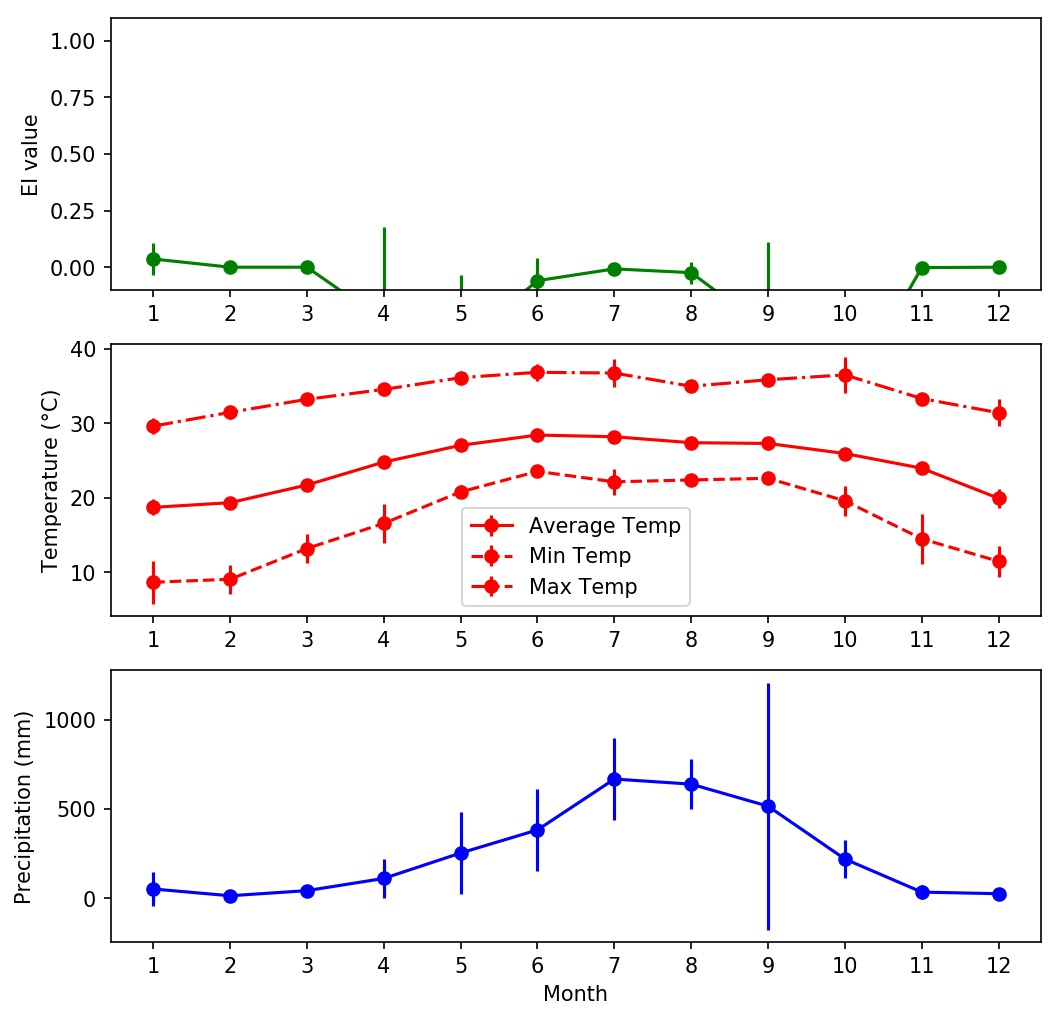 EI value
1.00
0.75
0.50
0.25
0.00
1 2 3 4 5 6 7 8 9 10 11 12
Temperature (°C)
40
30
20
10
Average Temp
Min Temp
Max Temp
1 2 3 4 5 6 7 8 9 10 11 12
Precipitation (mm)
1000
500
0
1 2 3 4 5 6 7 8 9 10 11 12
Month